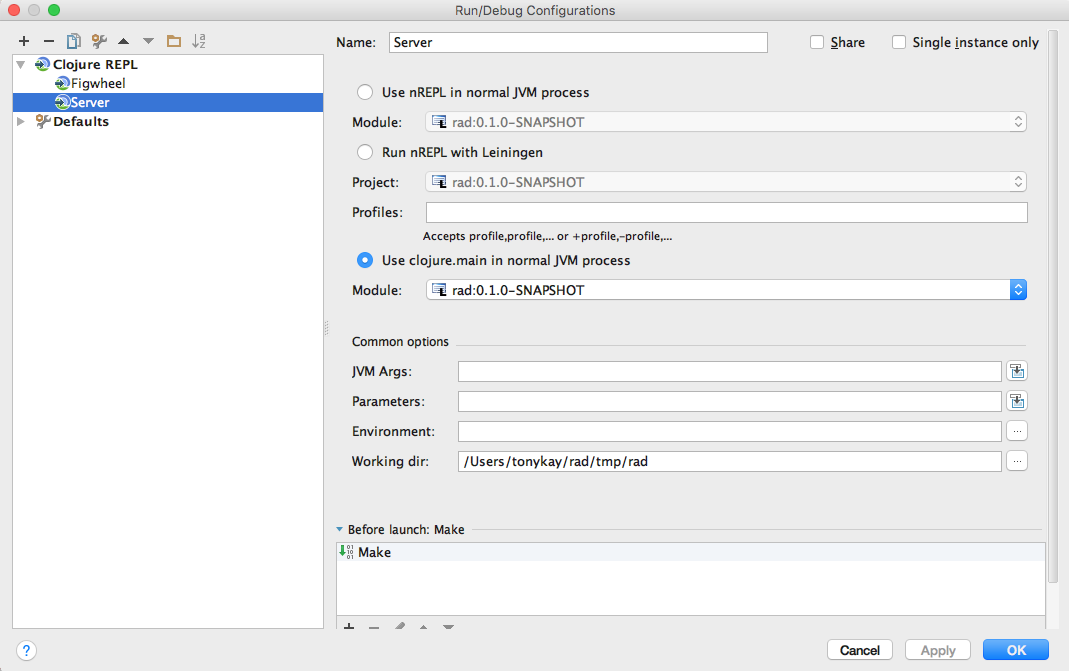 Run/Debug Configurations
Name: Server Share Single instance only
Clojure REPL
Figwheel
Server
Defaults
Use nREPL in normal JVM process
Module: rad:0.1.0-SNAPSHOT
Run nREPL with Leiningen
Project: rad:0.1.0-SNAPSHOT
Profiles:
Accepts profile,profile,... or +profile,-profile,...
Use clojure.main in normal JVM process
Module: rad:0.1.0-SNAPSHOT
Common options
JVM Args:
Parameters:
Environment: ...
Working dir: /Users/tonykay/rad/tmp/rad ...
Before launch: Make
Make
? Cancel Apply OK